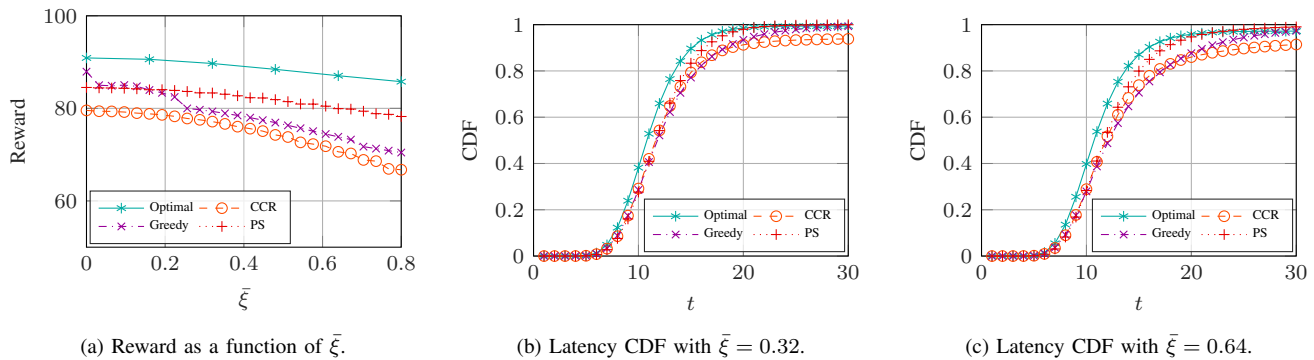 100
80
60
Reward
Optimal
CCR
Greedy
PS
0
0.2
0.4
0.6
0.8
ξ̄
(a) Reward as a function of ξ̄.
1
0.8
0.6
0.4
0.2
0
CDF
Optimal
CCR
Greedy
PS
0
10
20
30
t
(b) Latency CDF with ξ̄ = 0.32.
1
0.8
0.6
0.4
0.2
0
CDF
Optimal
CCR
Greedy
PS
0
10
20
30
t
(c) Latency CDF with ξ̄ = 0.64.